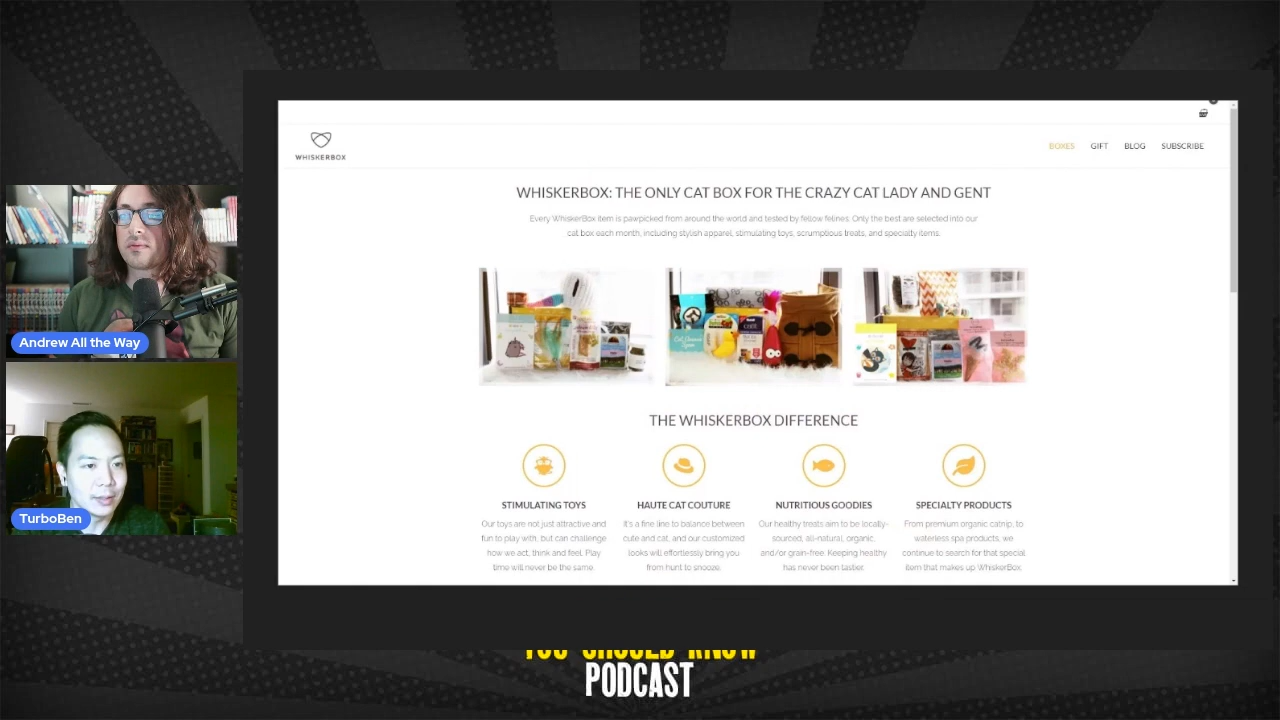 WHISKERBOX
BOXES GIFT BLOG SUBSCRIBE
WHISKERBOX: THE ONLY CAT BOX FOR THE CRAZY CAT LADY AND GENT
Every WhiskerBox item is pawpicked from around the world and tested by fellow felines. Only the best are selected into our
cat box each month, including stylish apparel, stimulating toys, scrumptious treats, and specialty items.
THE WHISKERBOX DIFFERENCE
STIMULATING TOYS
Our toys are not just attractive and
fun to play with, but can challenge
how we act, think and feel. Play
time will never be the same.
HAUTE CAT COUTURE
It's a fine line to balance between
cute and cat, and our customized
looks will effortlessly bring you
from hunt to snooze.
NUTRITIOUS GOODIES
Our healthy treats aim to be locally-
sourced, all-natural, organic,
and/or grain-free. Keeping healthy
has never been tastier.
SPECIALTY PRODUCTS
From premium organic catnip, to
waterless spa products, we
continue to search for that special
item that makes up WhiskerBox.
Andrew All the Way
TurboBen
YOU SHOULD KNOW
PODCAST